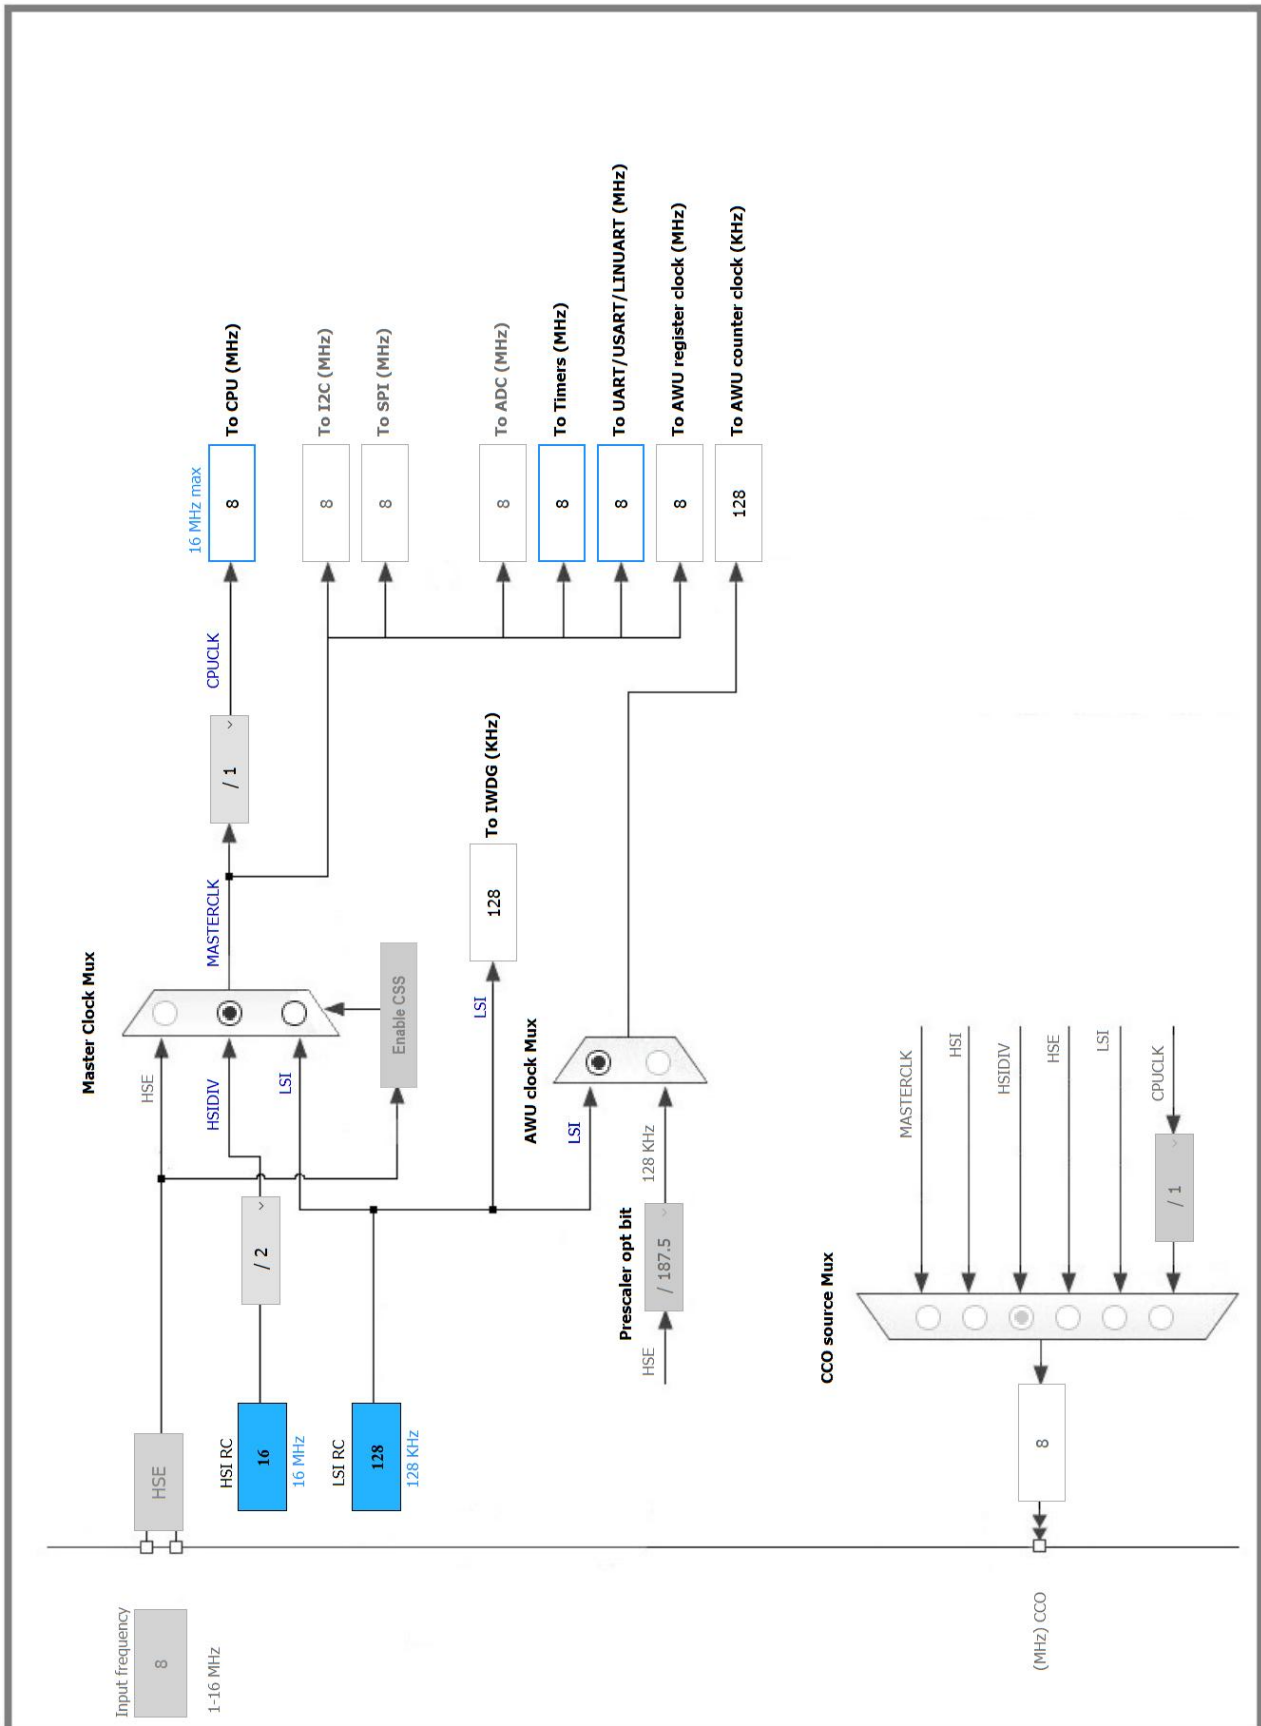 Input frequency
8
1-16 MHz
HSE
HSE
Master Clock Mux
HSI RC
16
16 MHz
/ 2
HSIDIV
MASTERCLK
/ 1
CPUCLK
16 MHz max
8
To CPU (MHz)
LSI RC
128
128 KHz
LSI
Enable CSS
8
To I2C (MHz)
8
To SPI (MHz)
LSI
128
To IWDG (KHz)
8
To ADC (MHz)
8
To Timers (MHz)
8
To UART/USART/LINUART (MHz)
8
To AWU register clock (MHz)
128
To AWU counter clock (KHz)
AWU clock Mux
LSI
Prescaler opt bit
HSE
/ 187.5
128 KHz
CCO source Mux
MASTERCLK
HSI
HSIDIV
HSE
LSI
CPUCLK
/ 1
8
(MHz) CCO